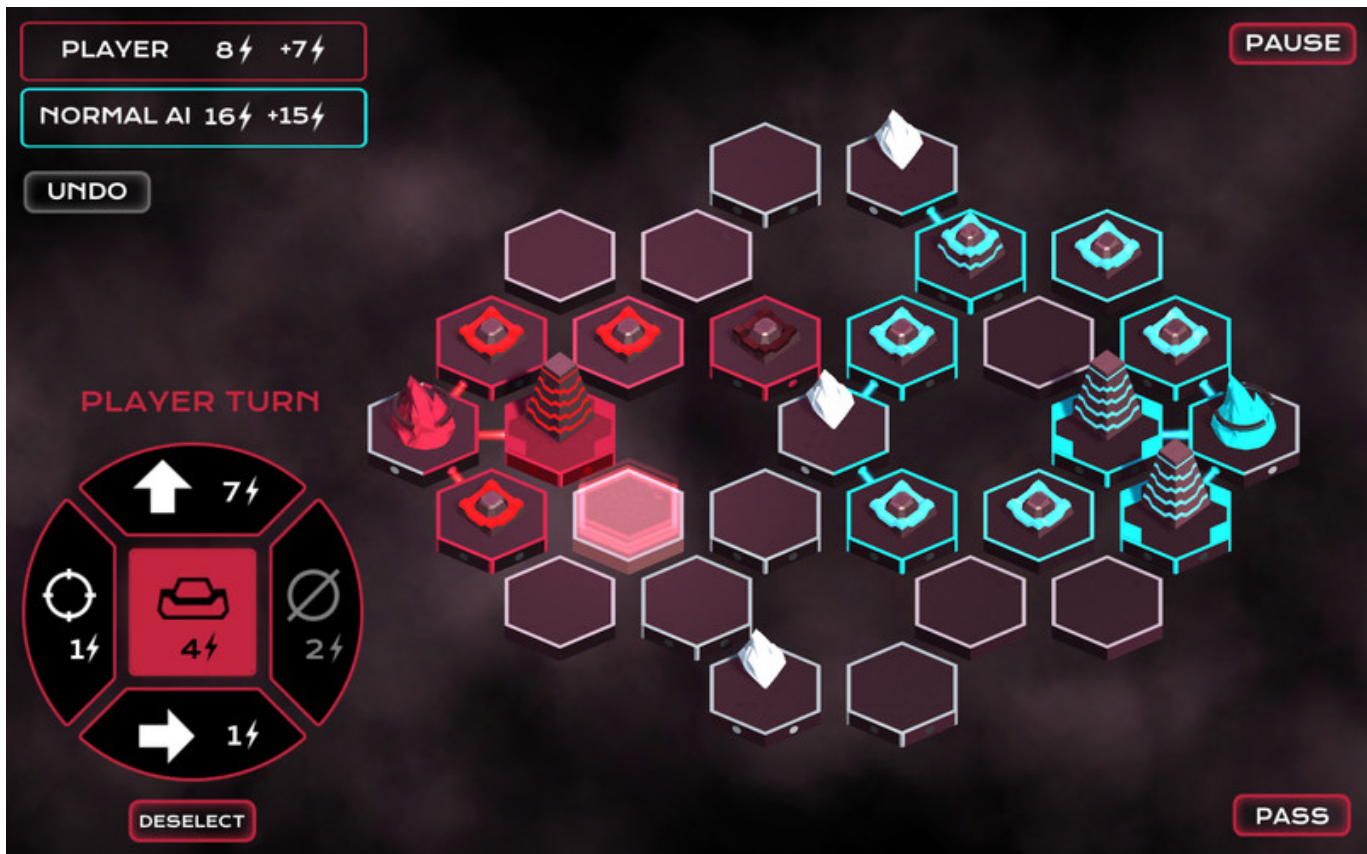 PLAYER 8 +7
NORMAL AI 16 +15
UNDO
PAUSE
PLAYER TURN
7
1
4
2
1
DESELECT
PASS